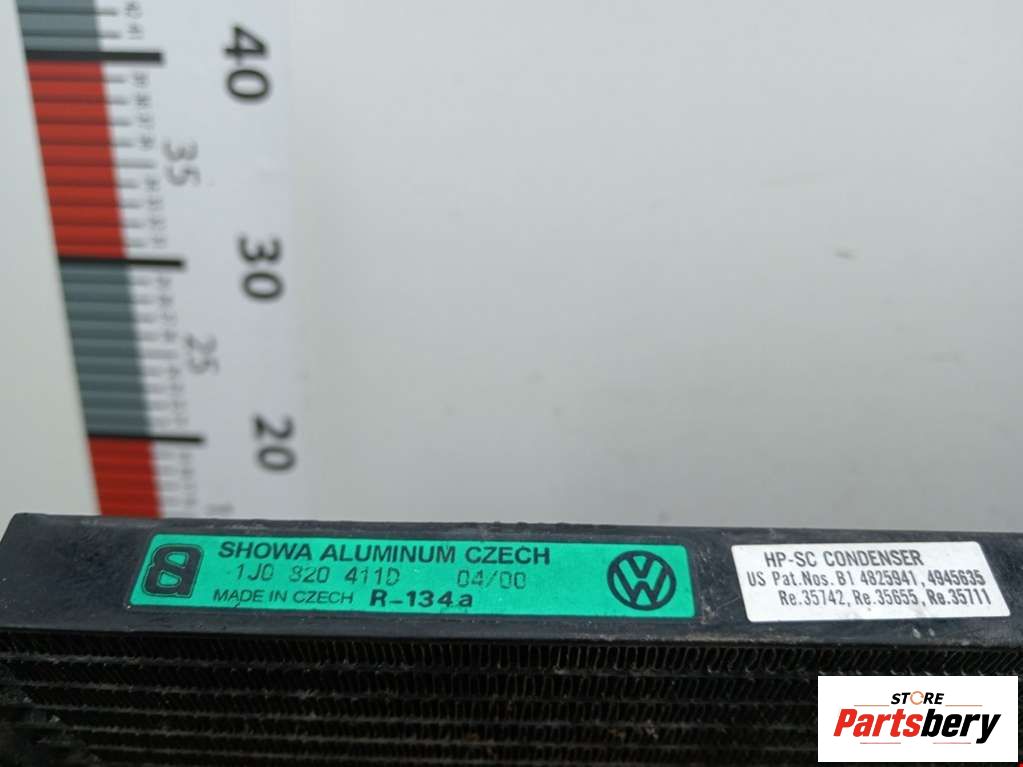 40
35
30
25
20
SHOWA ALUMINUM CZECH
1J0 820 411D 04/00
MADE IN CZECH R-134a
HP-SC CONDENSER
US Pat.Nos. B1 4825941, 4945635
Re.35742, Re.35655, Re.35711
STORE
Partsbery